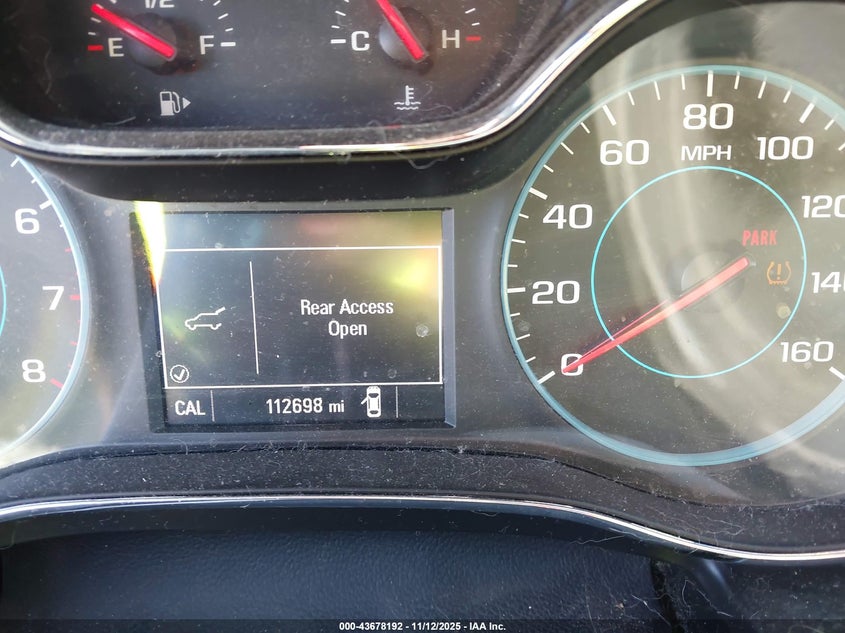 1/2
E F
C H
80
60 100
MPH
6 40 120
PARK
7 20 140
Rear Access
Open
8 0 160
CAL 112698 mi
000-43678192 - 11/12/2025 - IAA Inc.